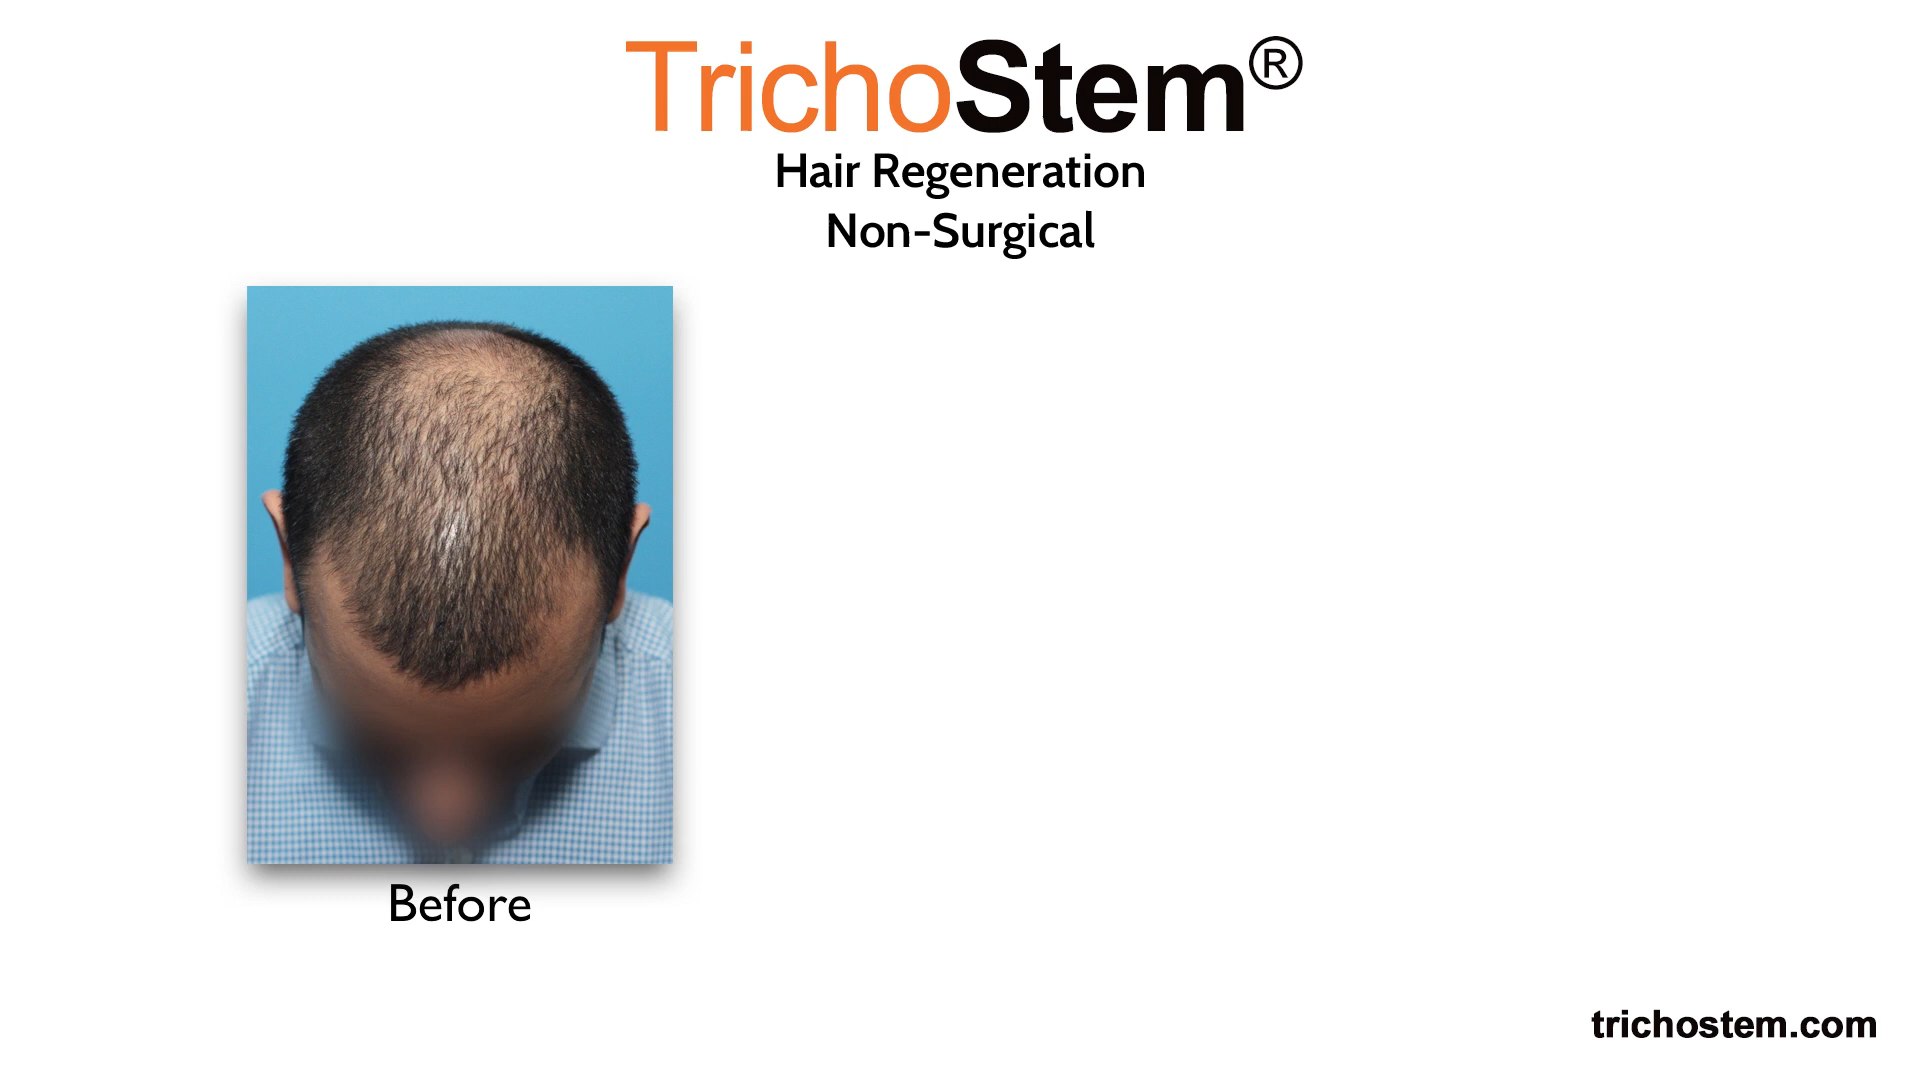 TrichoStem®
Hair Regeneration
Non-Surgical
Before
trichostem.com